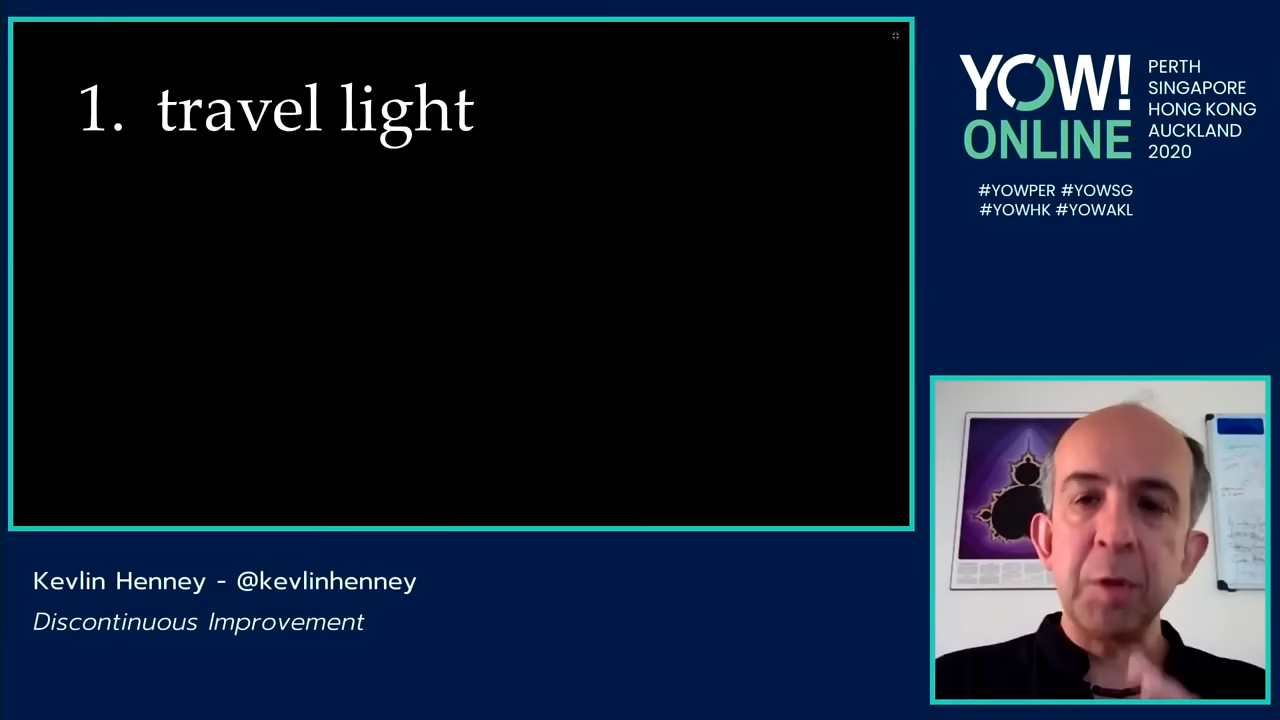 1. travel light
YOW!
ONLINE
PERTH
SINGAPORE
HONG KONG
AUCKLAND
2020
#YOWPER #YOWSG
#YOWHK #YOWAKL
Kevlin Henney - @kevlinhenney
Discontinuous Improvement